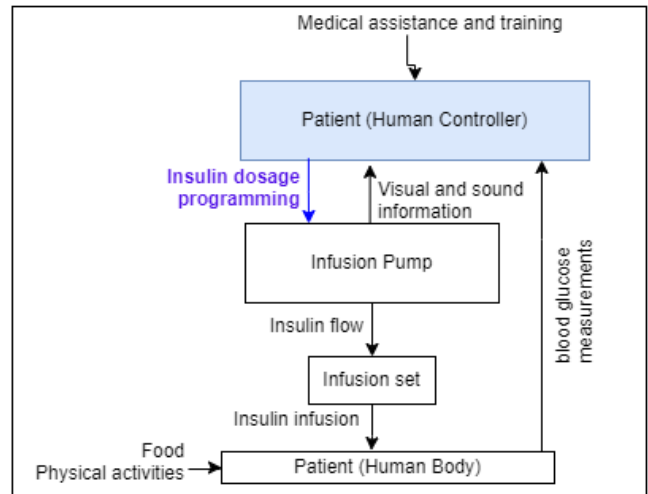 Medical assistance and training
Patient (Human Controller)
Insulin dosage
programming
Visual and sound
information
Infusion Pump
blood glucose
measurements
Insulin flow
Infusion set
Insulin infusion
Food
Physical activities
Patient (Human Body)